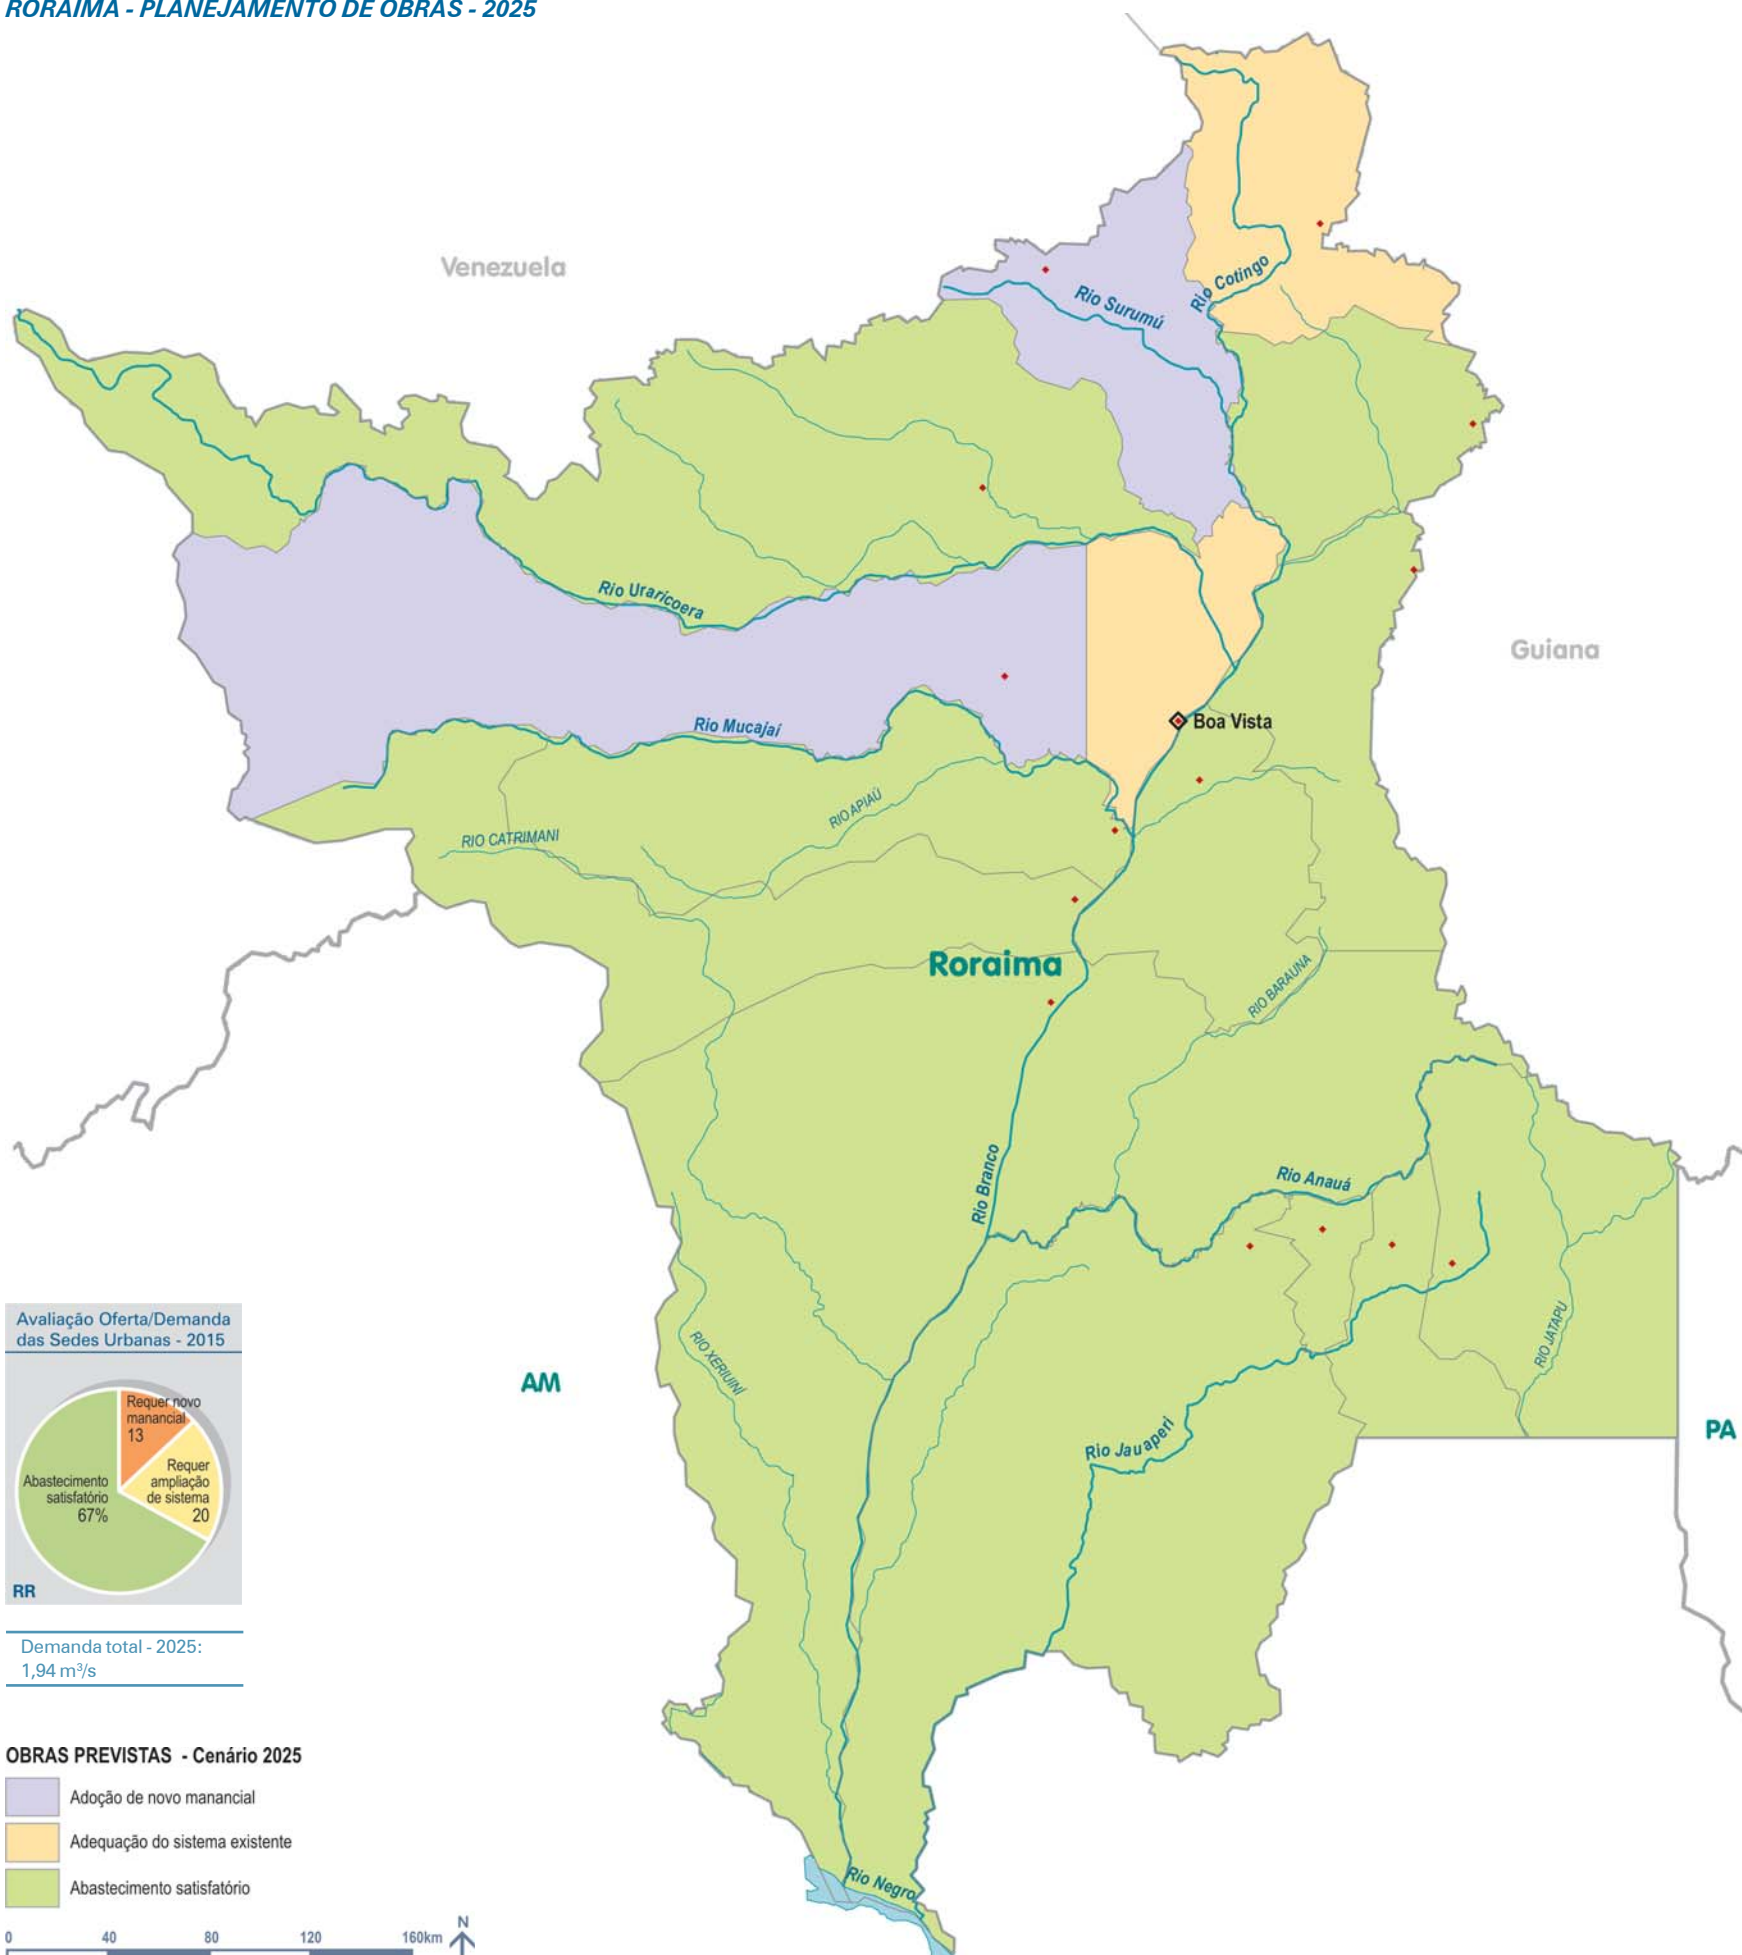 RORAIMA - PLANEJAMENTO DE OBRAS - 2025
Venezuela
Rio Cotingo
Rio Surumú
Rio Uraricoera
Guiana
Boa Vista
Rio Mucajaí
RIO APIAÚ
RIO CATRIMANI
Roraima
RIO BARAUNA
Rio Branco
Rio Anauá
RIO XERIUINÍ
RIO JATAPU
AM
PA
Rio Jauaperi
Rio Negro
Avaliação Oferta/Demanda
das Sedes Urbanas - 2015
Requer novo
manancial
13
Requer
ampliação
de sistema
20
Abastecimento
satisfatório
67%
RR
Demanda total - 2025:
1,94 m³/s
OBRAS PREVISTAS - Cenário 2025
Adoção de novo manancial
Adequação do sistema existente
Abastecimento satisfatório
0 40 80 120 160km N